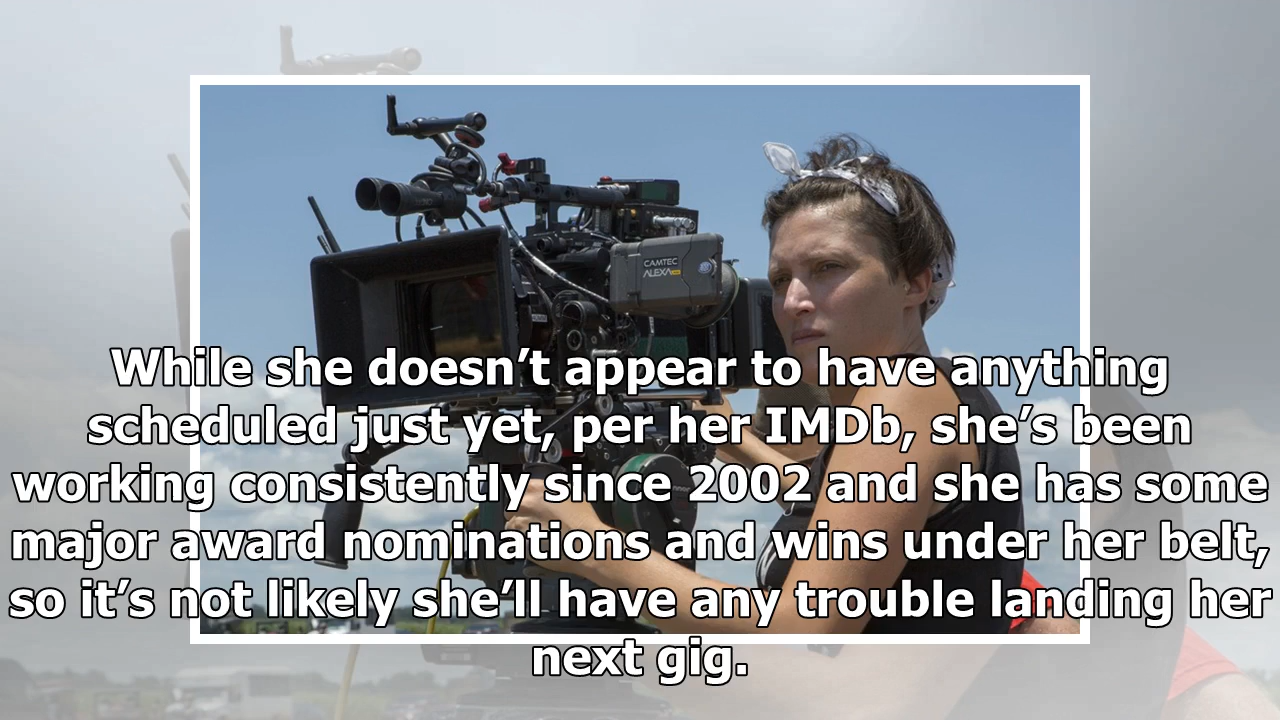 CAMTEC
ALEXA
While she doesn’t appear to have anything
scheduled just yet, per her IMDb, she’s been
working consistently since 2002 and she has some
major award nominations and wins under her belt,
so it’s not likely she’ll have any trouble landing her
next gig.